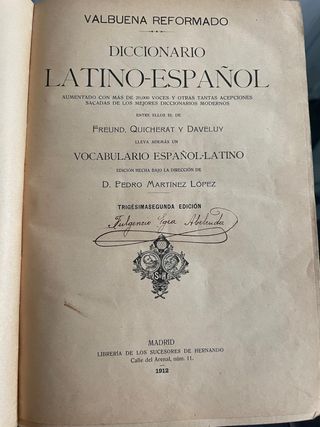 VALBUENA REFORMADO
DICCIONARIO
LATINO-ESPAÑOL
AUMENTADO CON MÁS DE 20.000 VOCES Y OTRAS TANTAS ACEPCIONES
SACADAS DE LOS MEJORES DICCIONARIOS MODERNOS
ENTRE ELLOS EL DE
FREUND, QUICHERAT Y DAVELUY
LLEVA ADEMÁS UN
VOCABULARIO ESPAÑOL-LATINO
EDICIÓN HECHA BAJO LA DIRECCIÓN DE
D. PEDRO MARTÍNEZ LÓPEZ
TRIGÉSIMASEGUNDA EDICIÓN
Fulgencio Egea Abelenda
MADRID
LIBRERÍA DE LOS SUCESORES DE HERNANDO
Calle del Arenal, núm. 11.
1912